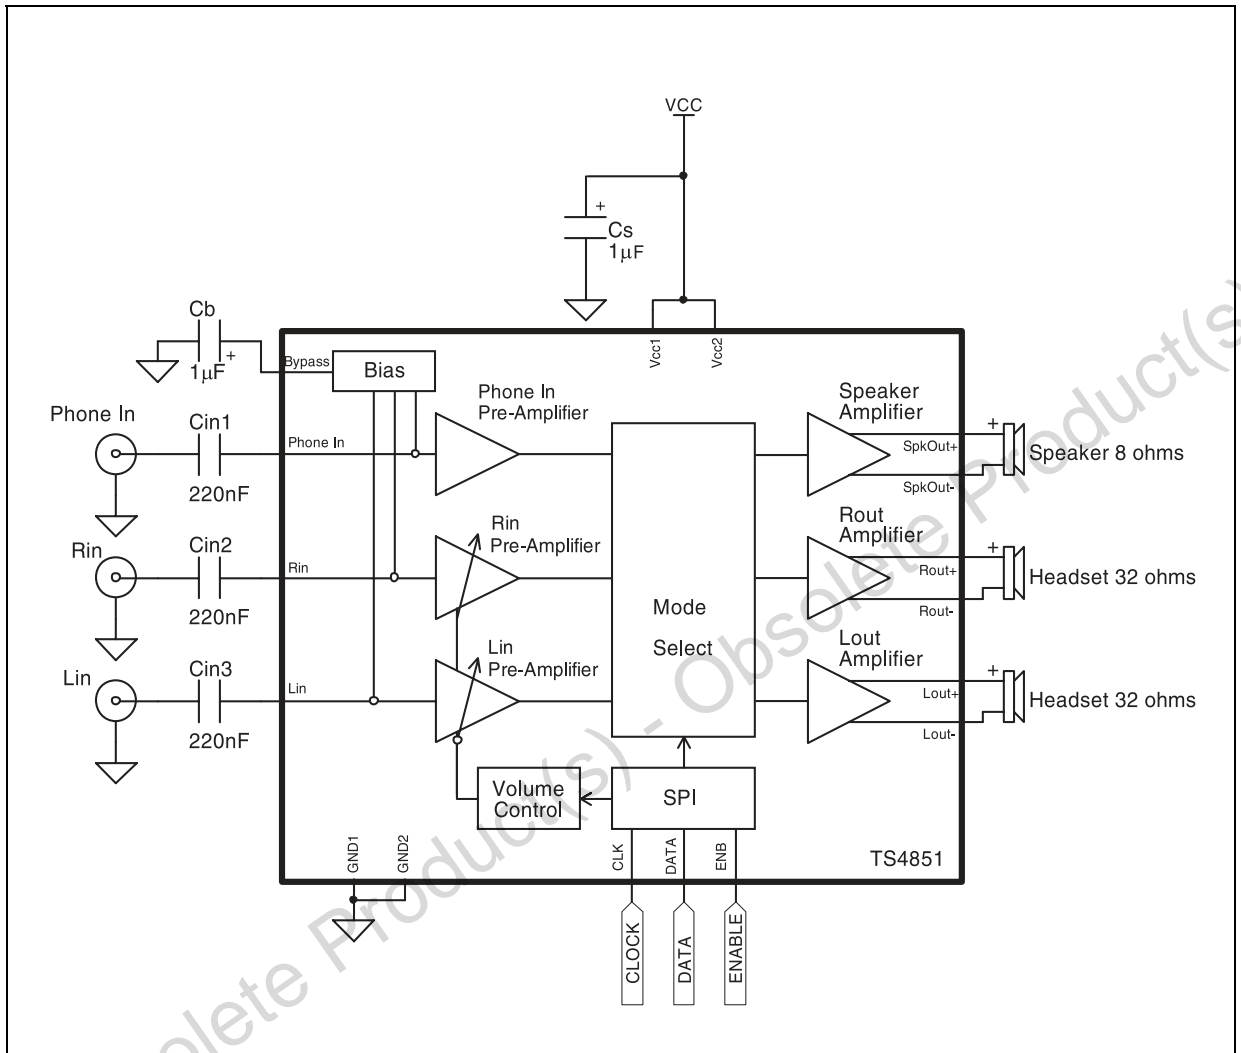 VCC
+
Cs
1µF
Cb
+
1µF
Vcc1
Vcc2
Bypass
Bias
Phone In
Pre-Amplifier
Speaker
Amplifier
Phone In
Cin1
220nF
Phone In
SpkOut+
SpkOut-
+
Speaker 8 ohms
Rin
Cin2
220nF
Rin
Rin
Pre-Amplifier
Rout
Amplifier
Rout+
Rout-
+
Headset 32 ohms
Mode
Select
Lin
Cin3
220nF
Lin
Lin
Pre-Amplifier
Lout
Amplifier
Lout+
Lout-
+
Headset 32 ohms
Volume
Control
SPI
GND1
GND2
CLK
DATA
ENB
TS4851
CLOCK
DATA
ENABLE
olete Product(s) - Obsolete Product(s)